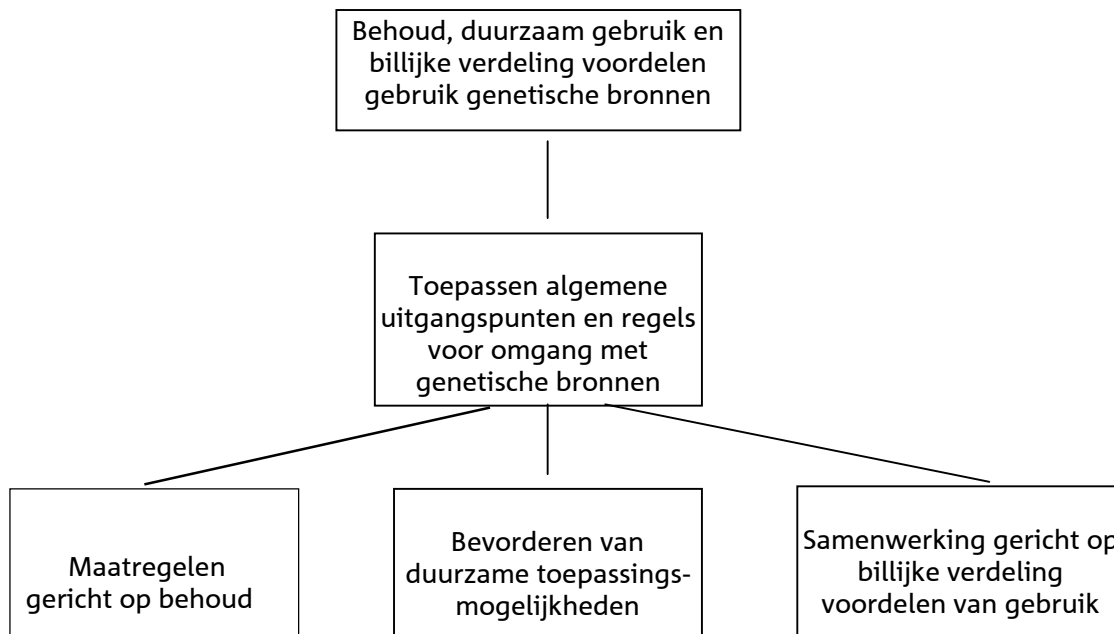 Behoud, duurzaam gebruik en
billijke verdeling voordelen
gebruik genetische bronnen
Toepassen algemene
uitgangspunten en regels
voor omgang met
genetische bronnen
Maatregelen
gericht op behoud
Bevorderen van
duurzame toepassings-
mogelijkheden
Samenwerking gericht op
billijke verdeling
voordelen van gebruik